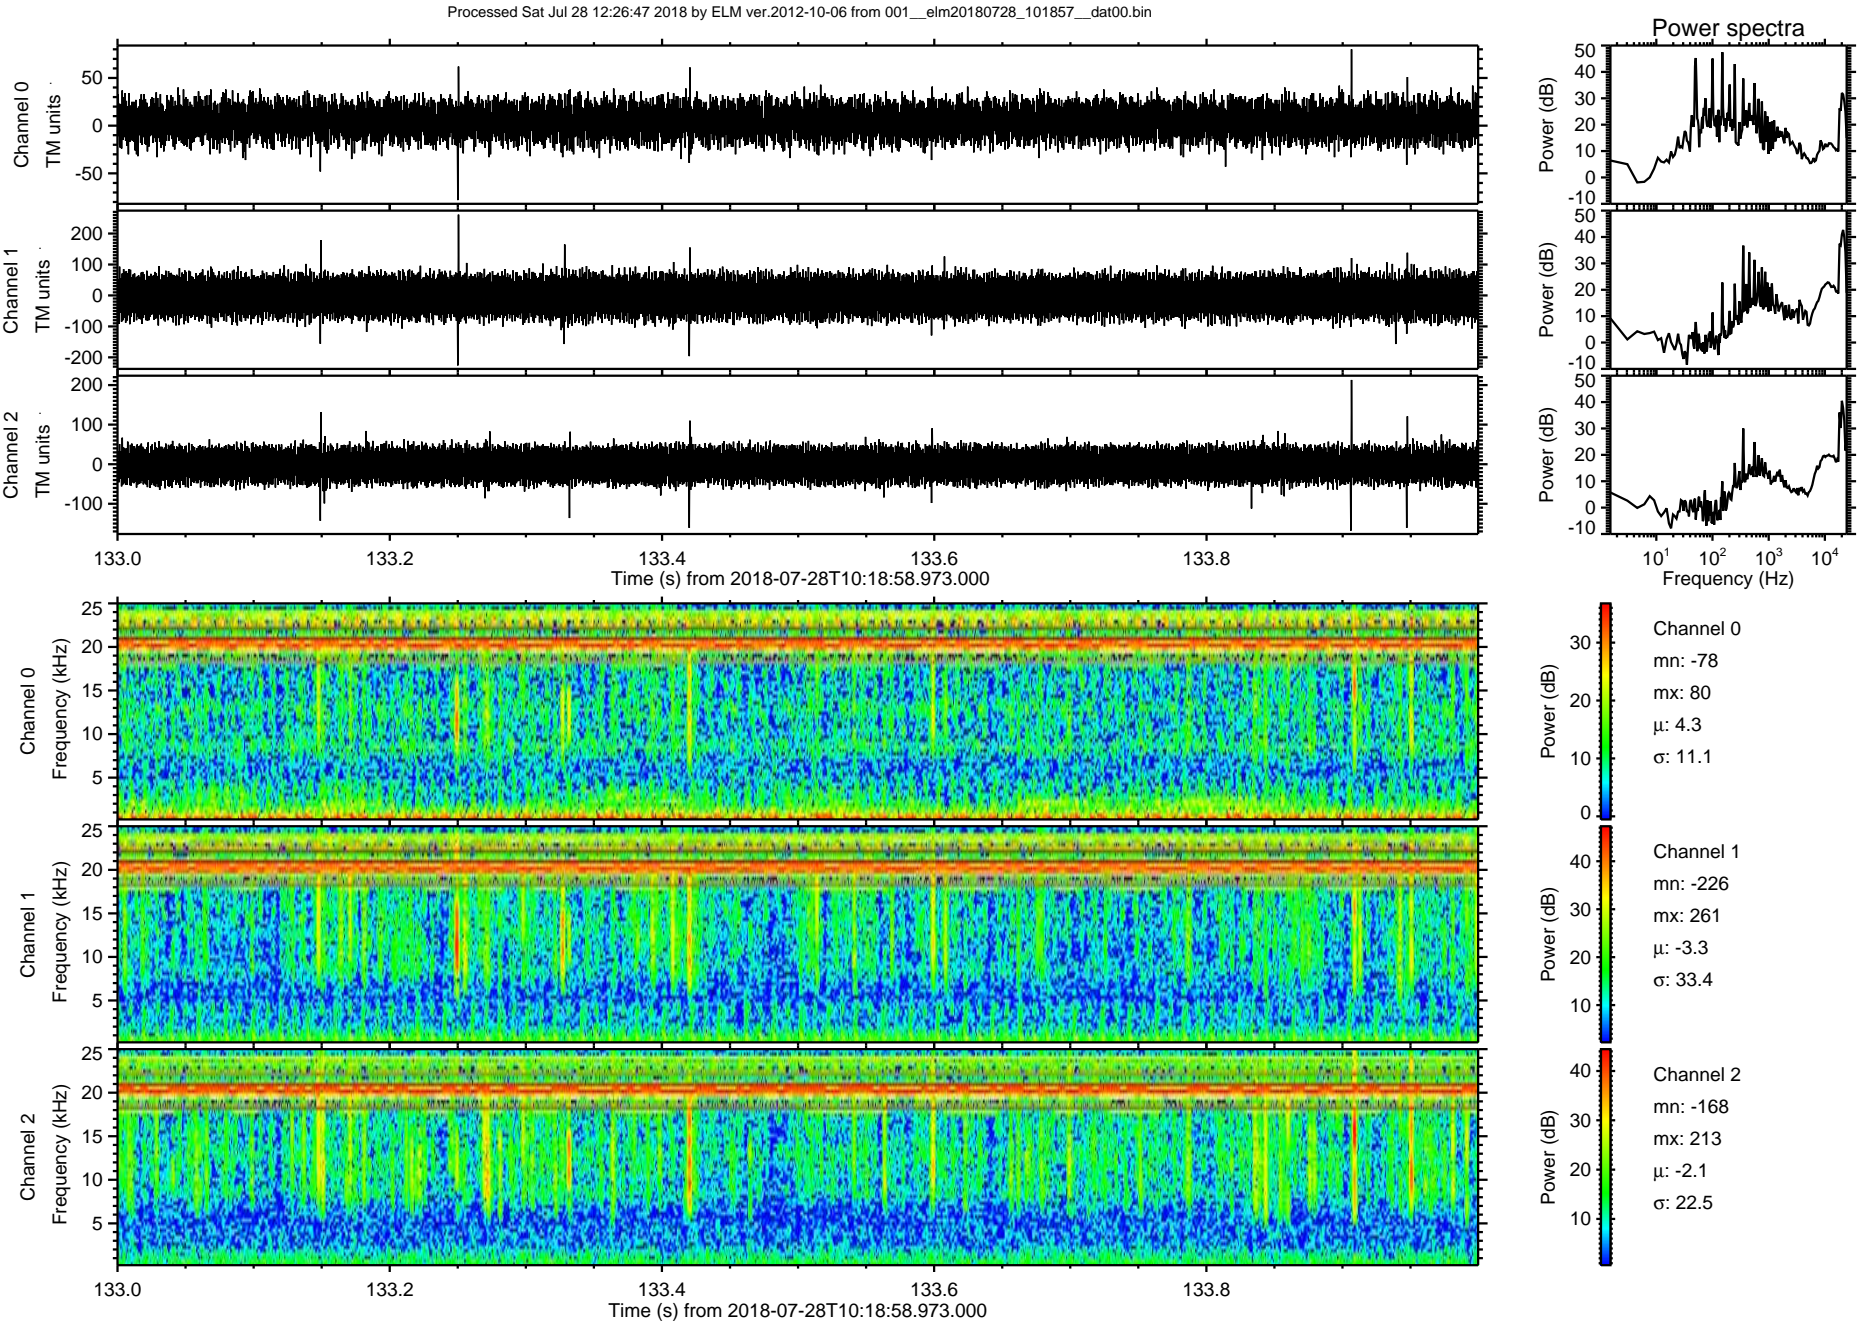 Processed Sat Jul 28 12:26:47 2018 by ELM ver.2012-10-06 from 001__elm20180728_101857__dat00.bin
Power spectra
Channel 0
TM units
50
0
-50
Power (dB)
50
40
30
20
10
0
-10
Channel 1
TM units
200
100
0
-100
-200
Power (dB)
50
40
30
20
10
0
-10
Channel 2
TM units
200
100
0
-100
Power (dB)
50
40
30
20
10
0
-10
133.0 133.2 133.4 133.6 133.8
Time (s) from 2018-07-28T10:18:58.973.000
10^1 10^2 10^3 10^4
Frequency (Hz)
Channel 0
Frequency (kHz)
25
20
15
10
5
Power (dB)
30
20
10
0
Channel 0
mn: -78
mx: 80
μ: 4.3
σ: 11.1
Channel 1
Frequency (kHz)
25
20
15
10
5
Power (dB)
40
30
20
10
Channel 1
mn: -226
mx: 261
μ: -3.3
σ: 33.4
Channel 2
Frequency (kHz)
25
20
15
10
5
Power (dB)
40
30
20
10
Channel 2
mn: -168
mx: 213
μ: -2.1
σ: 22.5
133.0 133.2 133.4 133.6 133.8
Time (s) from 2018-07-28T10:18:58.973.000